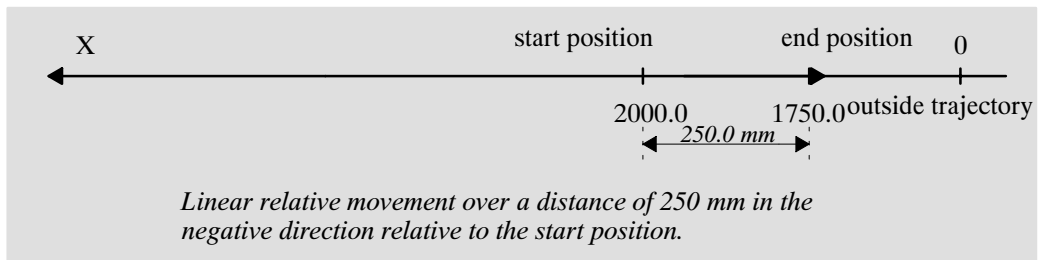 X start position end position 0
2000.0 1750.0 outside trajectory
250.0 mm
Linear relative movement over a distance of 250 mm in the
negative direction relative to the start position.